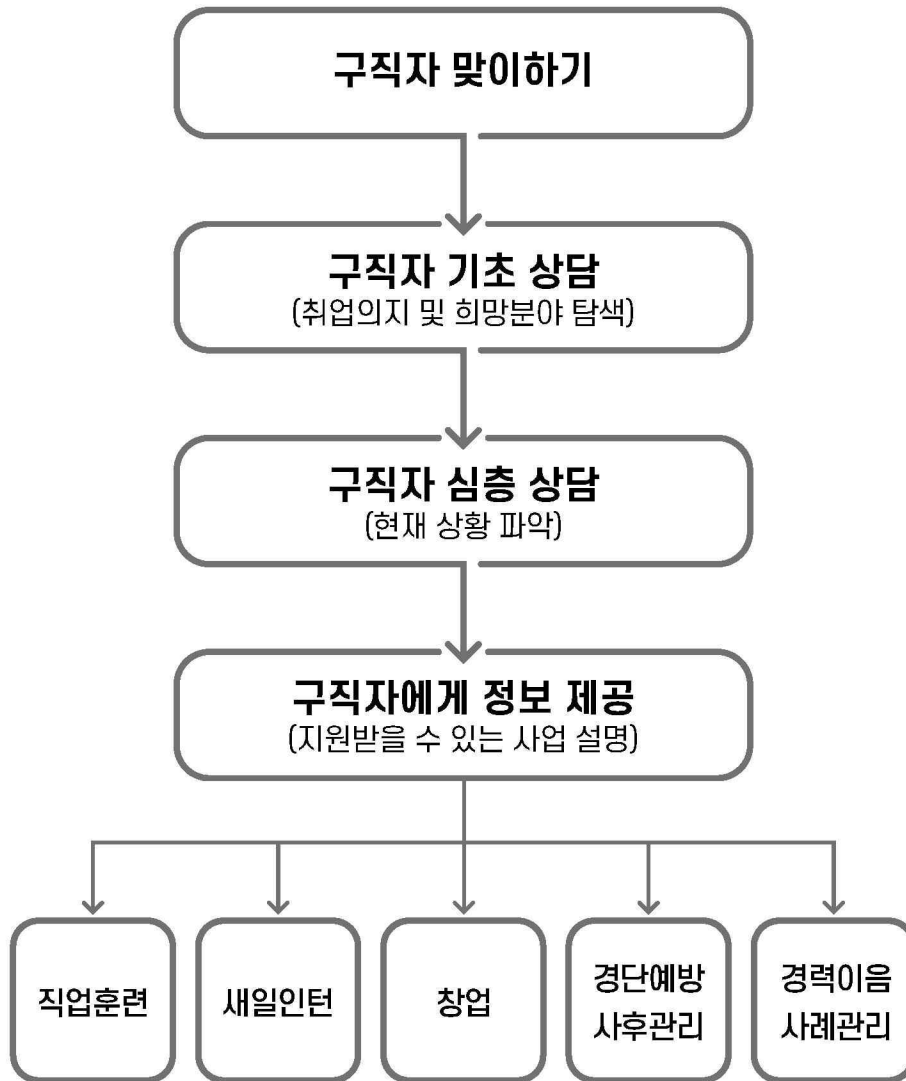 구직자 맞이하기
구직자 기초 상담
(취업의지 및 희망분야 탐색)
구직자 심층 상담
(현재 상황 파악)
구직자에게 정보 제공
(지원받을 수 있는 사업 설명)
직업훈련
새일인턴
창업
경단예방
사후관리
경력이음
사례관리